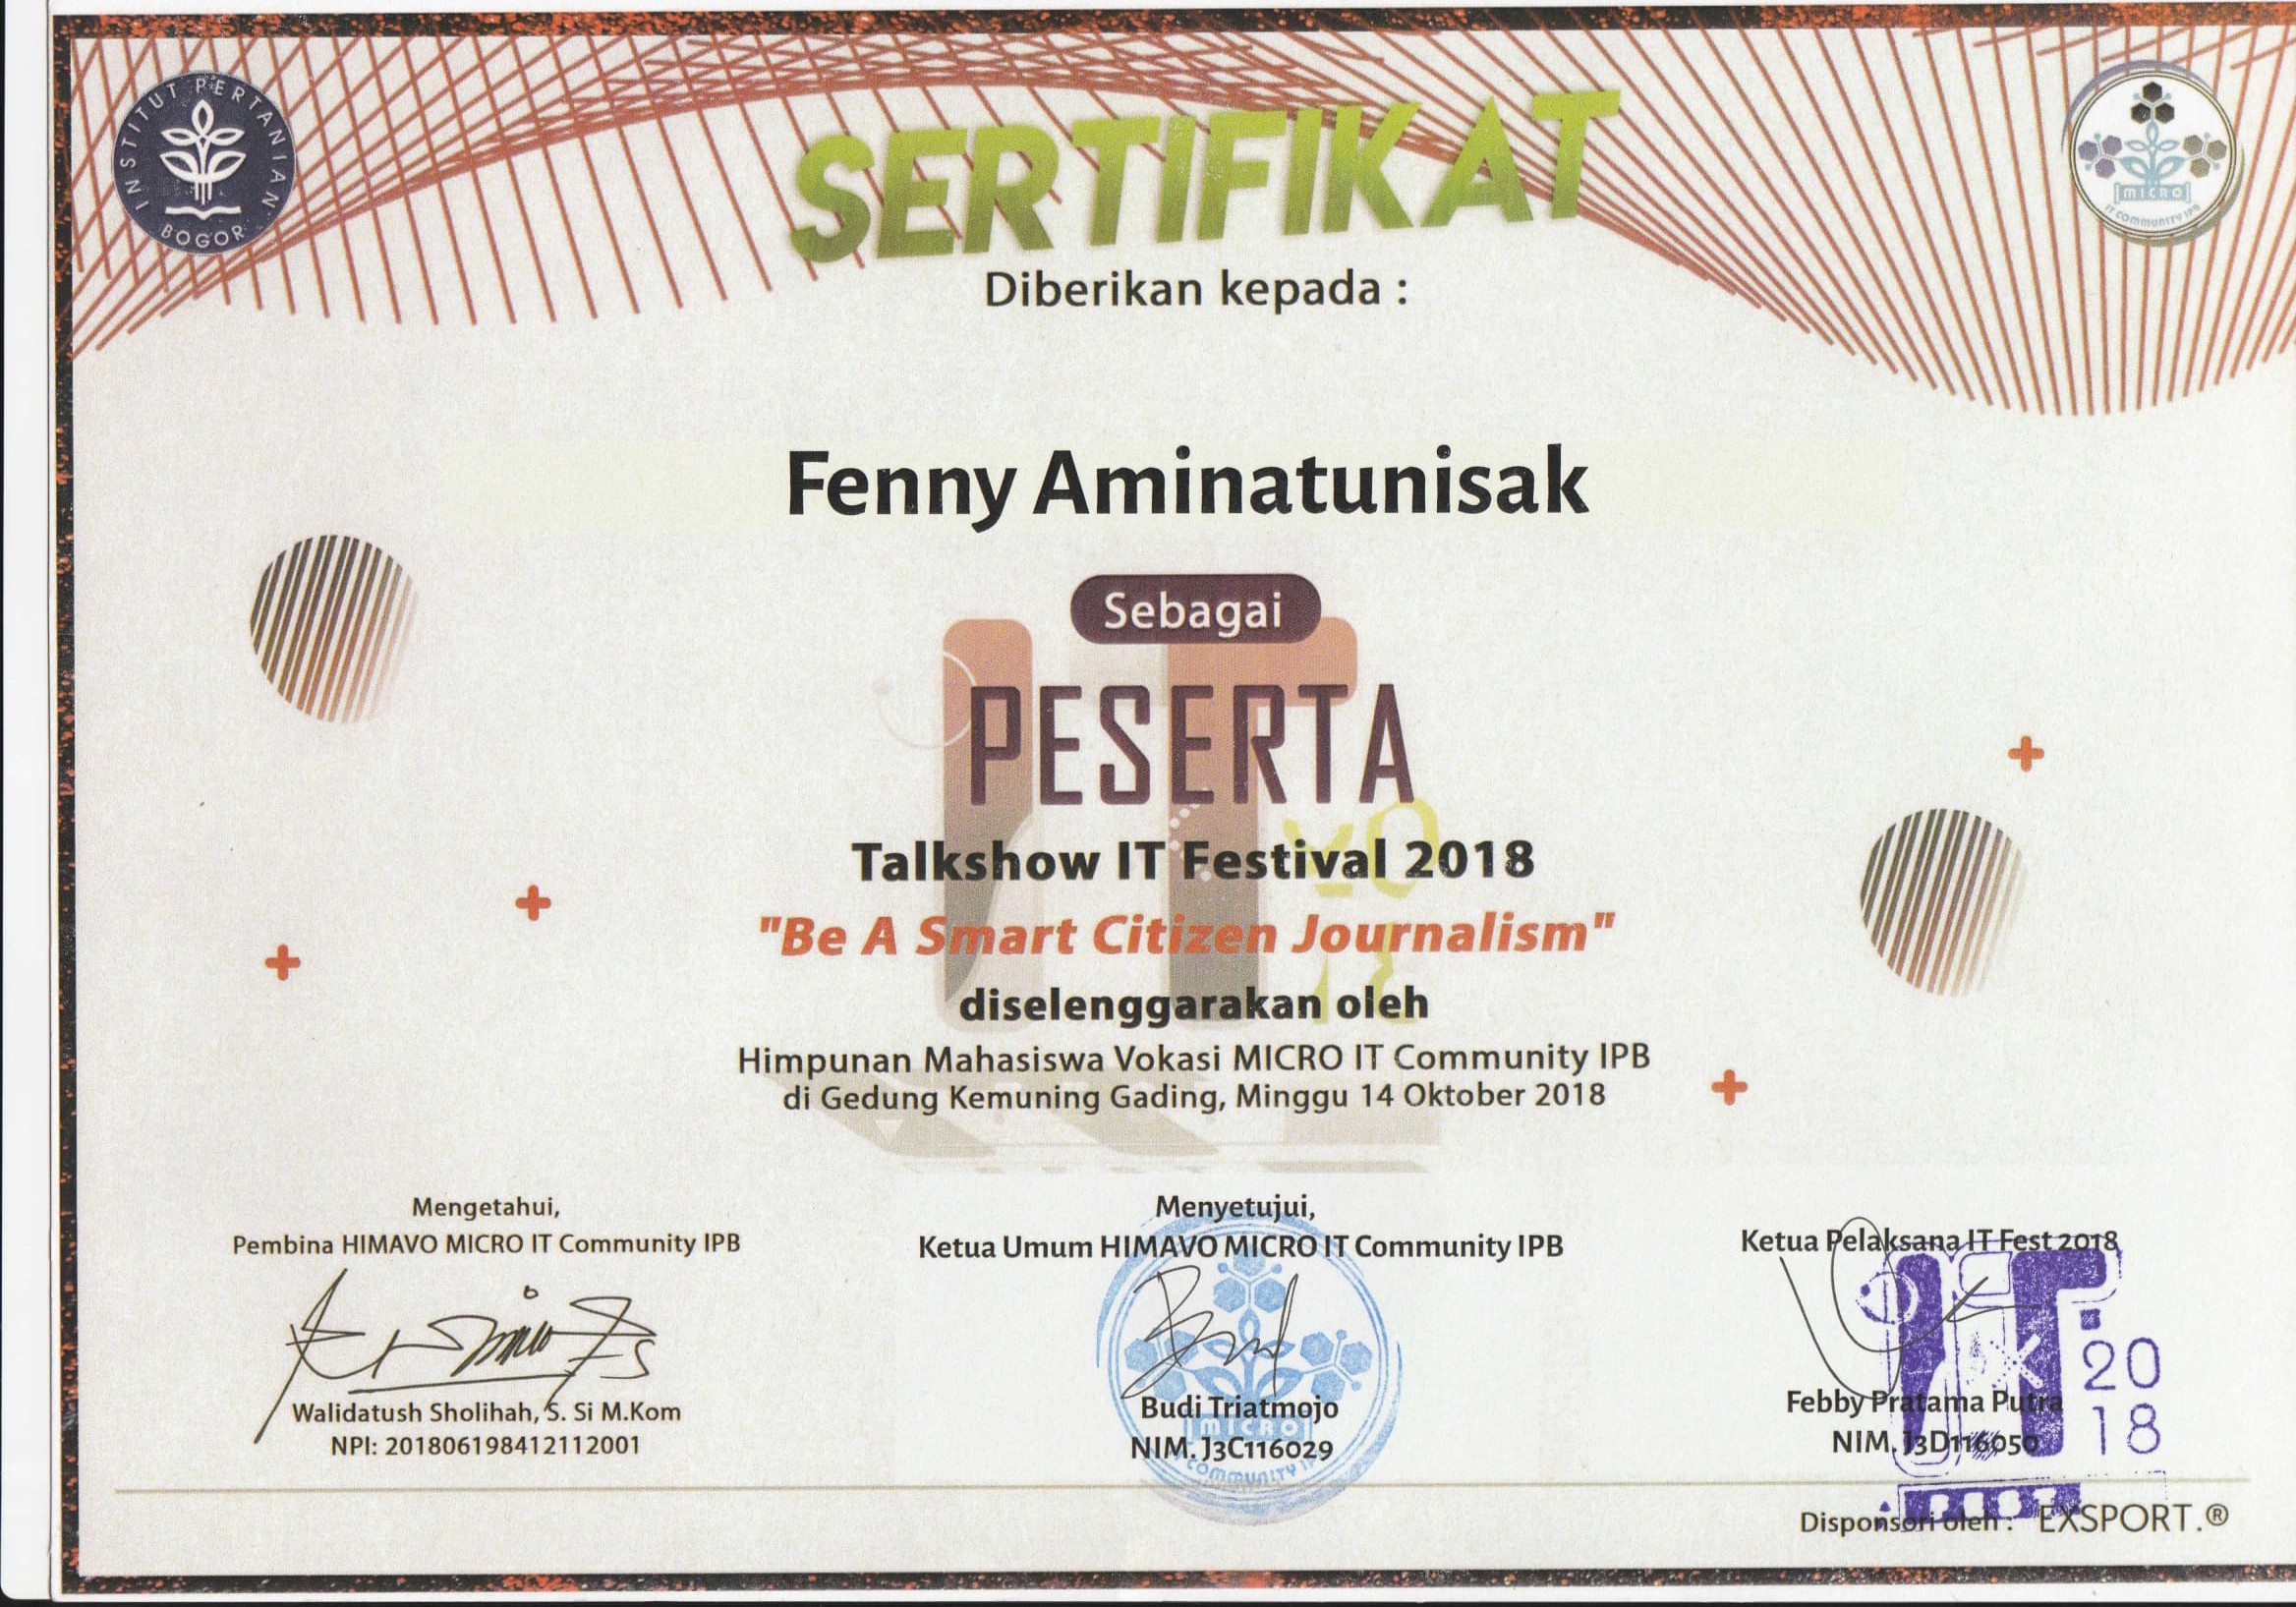 INSTITUT PERTANIAN
BOGOR
MICRO
IT COMMUNITY IPB
SERTIFIKAT
Diberikan kepada :
Fenny Aminatunisak
Sebagai
PESERTA
Talkshow IT Festival 2018
"Be A Smart Citizen Journalism"
diselenggarakan oleh
Himpunan Mahasiswa Vokasi MICRO IT Community IPB
di Gedung Kemuning Gading, Minggu 14 Oktober 2018
Mengetahui,
Pembina HIMAVO MICRO IT Community IPB
Walidatush Sholihah, S. Si M.Kom
NPI: 201806198412112001
Menyetujui,
Ketua Umum HIMAVO MICRO IT Community IPB
Budi Triatmojo
NIM. J3C116029
MICRO
COMMUNITY
Ketua Pelaksana IT Fest 2018
Febby Pratama Putra
NIM. J3D116050
IT
20
18
Disponsori oleh : EXSPORT.®